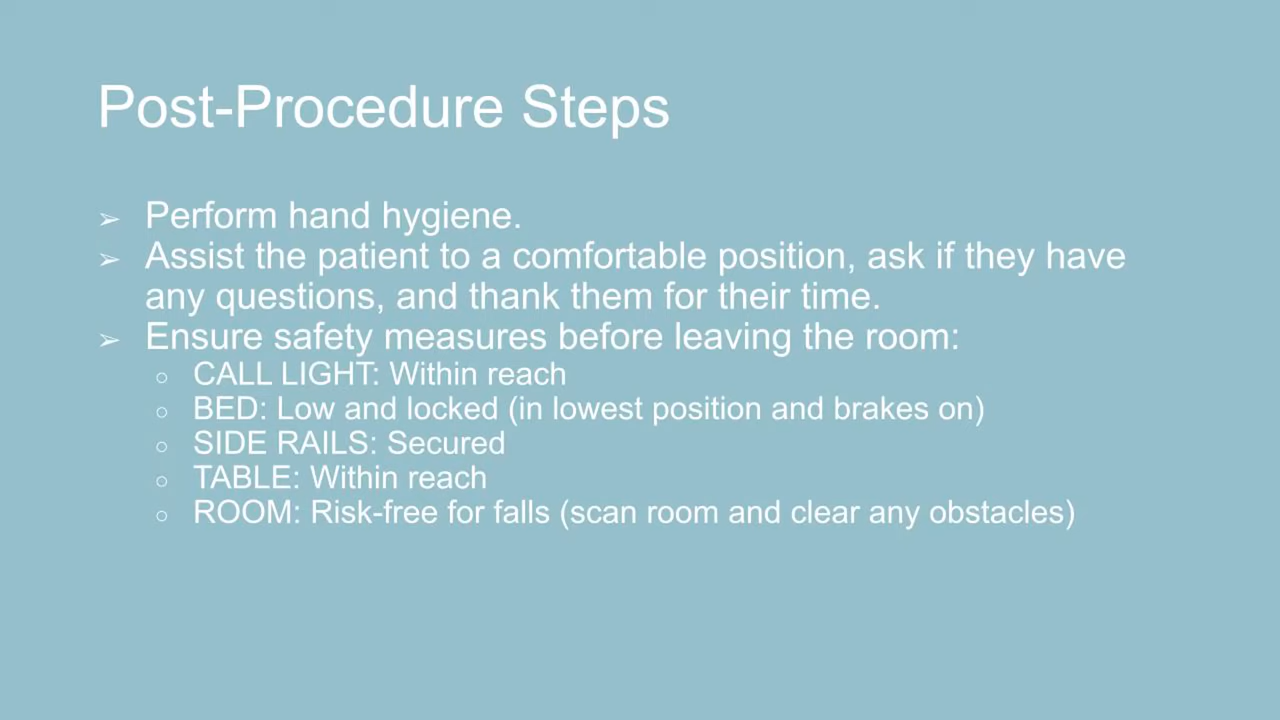 Post-Procedure Steps
➢ Perform hand hygiene.
➢ Assist the patient to a comfortable position, ask if they have
any questions, and thank them for their time.
➢ Ensure safety measures before leaving the room:
○ CALL LIGHT: Within reach
○ BED: Low and locked (in lowest position and brakes on)
○ SIDE RAILS: Secured
○ TABLE: Within reach
○ ROOM: Risk-free for falls (scan room and clear any obstacles)